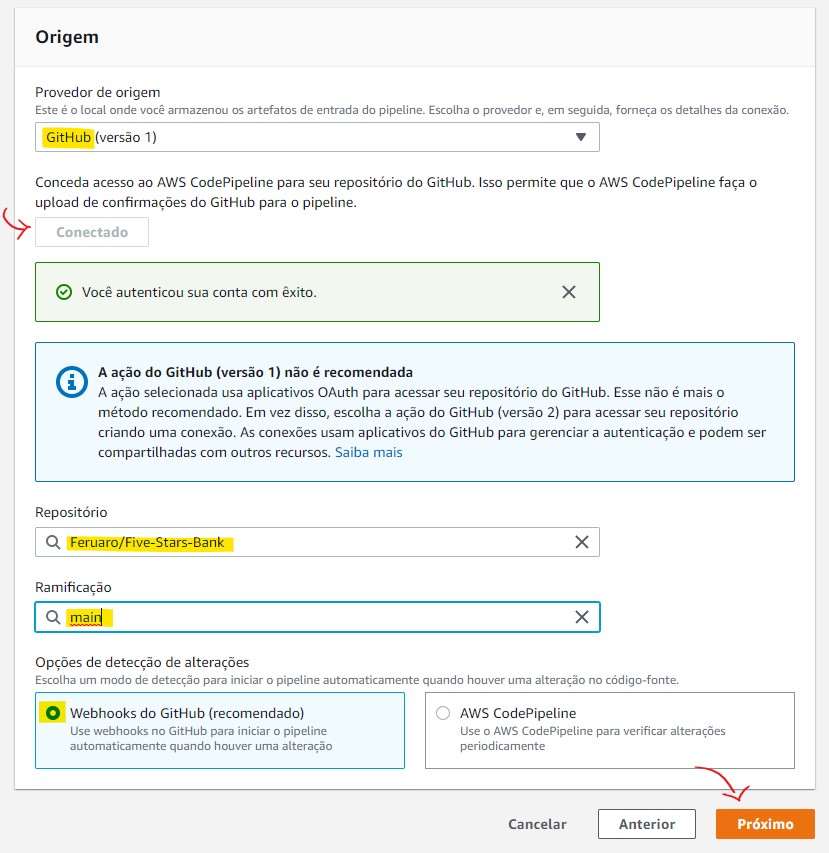 Origem
Provedor de origem
Este é o local onde você armazenou os artefatos de entrada do pipeline. Escolha o provedor e, em seguida, forneça os detalhes da conexão.
GitHub (versão 1)
Conceda acesso ao AWS CodePipeline para seu repositório do GitHub. Isso permite que o AWS CodePipeline faça o
upload de confirmações do GitHub para o pipeline.
Conectado
Você autenticou sua conta com êxito.
A ação do GitHub (versão 1) não é recomendada
A ação selecionada usa aplicativos OAuth para acessar seu repositório do GitHub. Esse não é mais o
método recomendado. Em vez disso, escolha a ação do GitHub (versão 2) para acessar seu repositório
criando uma conexão. As conexões usam aplicativos do GitHub para gerenciar a autenticação e podem ser
compartilhadas com outros recursos. Saiba mais
Repositório
Feruaro/Five-Stars-Bank
Ramificação
main
Opções de detecção de alterações
Escolha um modo de detecção para iniciar o pipeline automaticamente quando houver uma alteração no código-fonte.
Webhooks do GitHub (recomendado)
Use webhooks no GitHub para iniciar o pipeline
automaticamente quando houver uma alteração
AWS CodePipeline
Use o AWS CodePipeline para verificar alterações
periodicamente
Cancelar
Anterior
Próximo